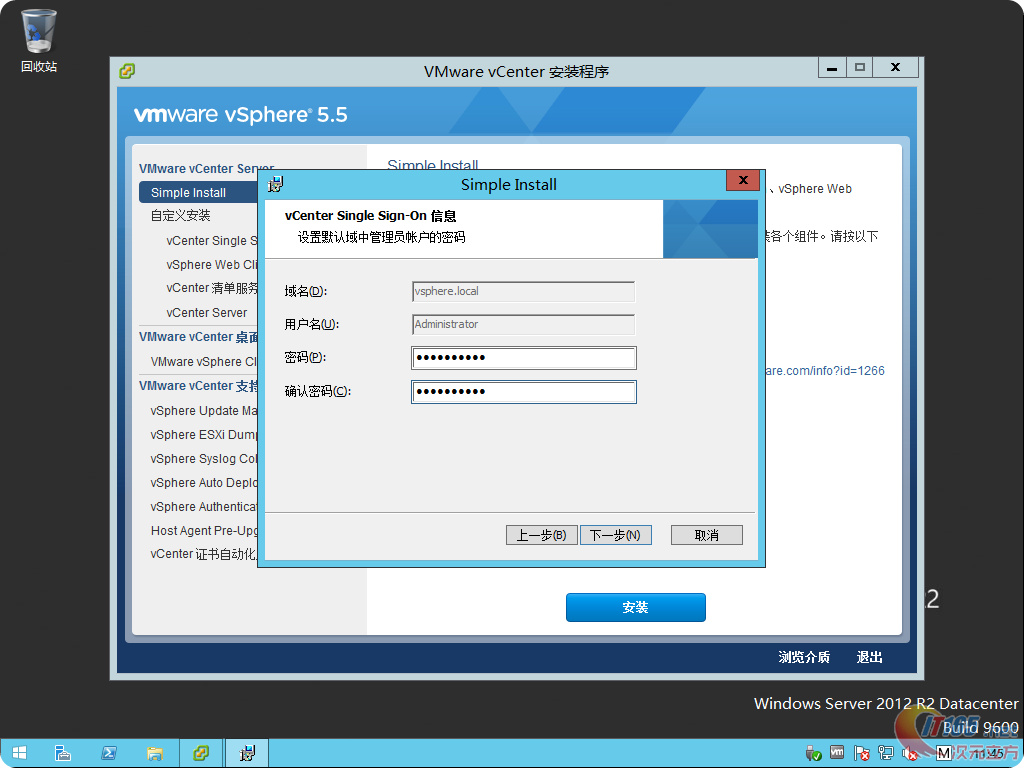 回收站
VMware vCenter 安装程序
vmware vSphere® 5.5
VMware vCenter Server
Simple Install
自定义安装
vCenter Single S
vSphere Web Cli
vCenter 清单服务
vCenter Server
VMware vCenter 桌面
VMware vSphere Cl
VMware vCenter 支持
vSphere Update Ma
vSphere ESXi Dump
vSphere Syslog Col
vSphere Auto Deplo
vSphere Authenticat
Host Agent Pre-Upg
vCenter 证书自动化
Simple Install
、vSphere Web
各个组件。请按以下
are.com/info?id=1266
Simple Install
vCenter Single Sign-On 信息
设置默认域中管理员帐户的密码
域名(D):
vsphere.local
用户名(U):
Administrator
密码(P):
••••••••••
确认密码(C):
••••••••••
上一步(B)
下一步(N)
取消
安装
浏览介质
退出
R2
Windows Server 2012 R2 Datacenter
Build 9600
M
11:45